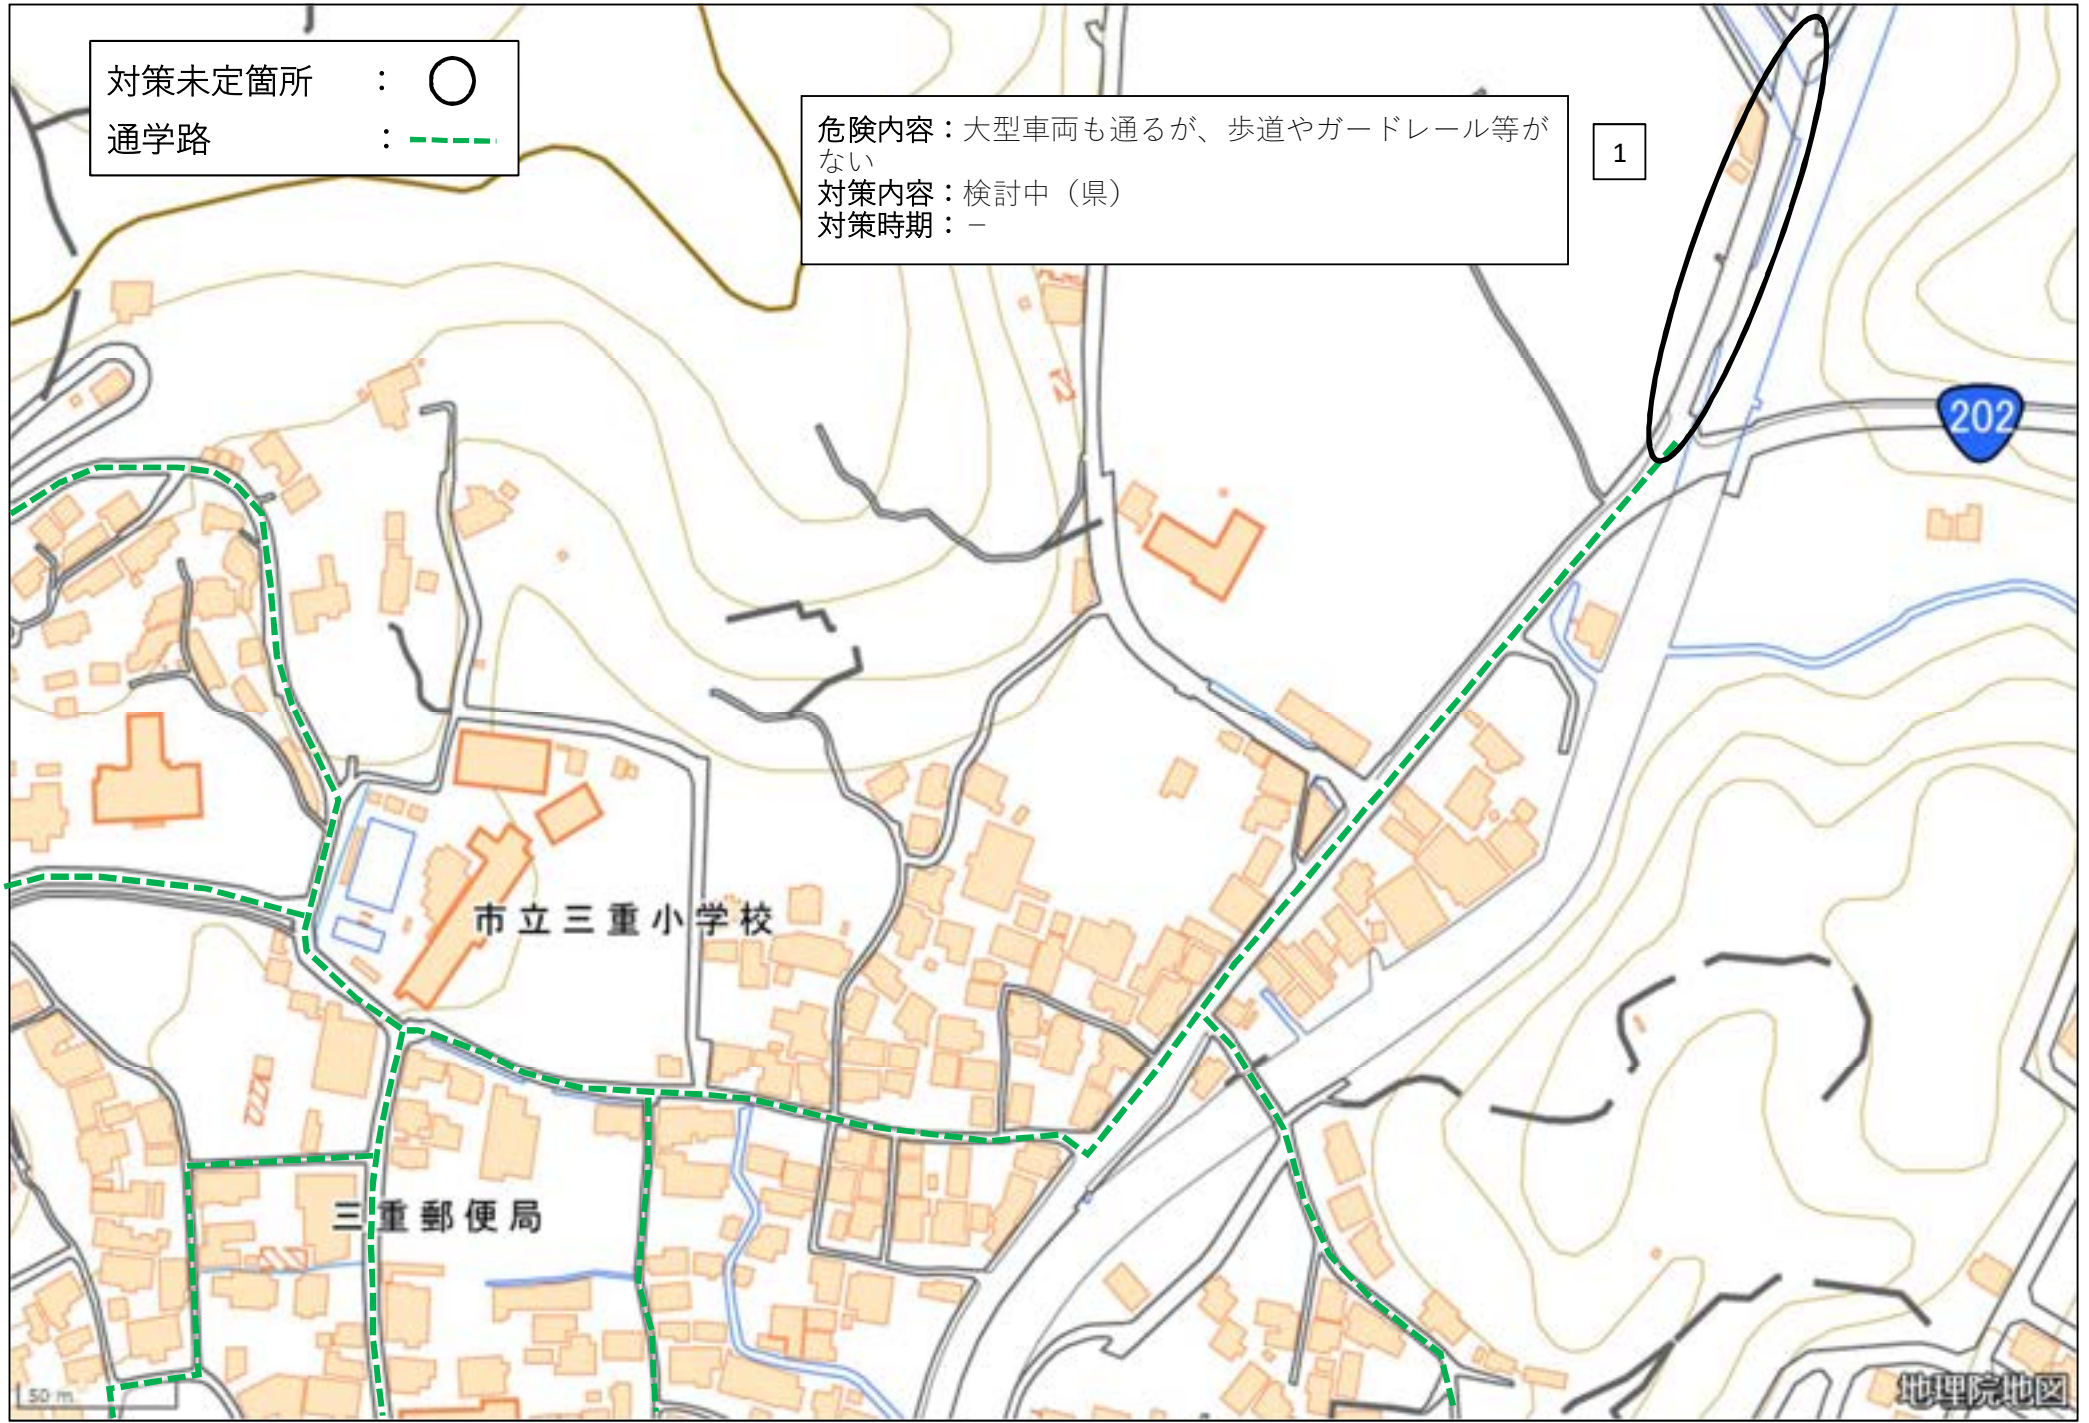 対策未定箇所 ：
通学路 ：
危険内容：大型車両も通るが、歩道やガードレール等が
ない
対策内容：検討中（県）
対策時期：－
1
202
市立三重小学校
三重郵便局
50 m
地理院地図